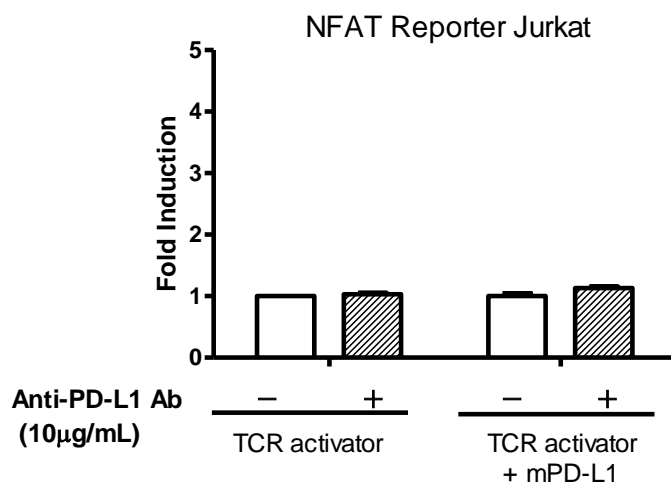 NFAT Reporter Jurkat
Fold Induction
5
4
3
2
1
0
Anti-PD-L1 Ab − + − +
(10μg/mL)
TCR activator TCR activator
+ mPD-L1